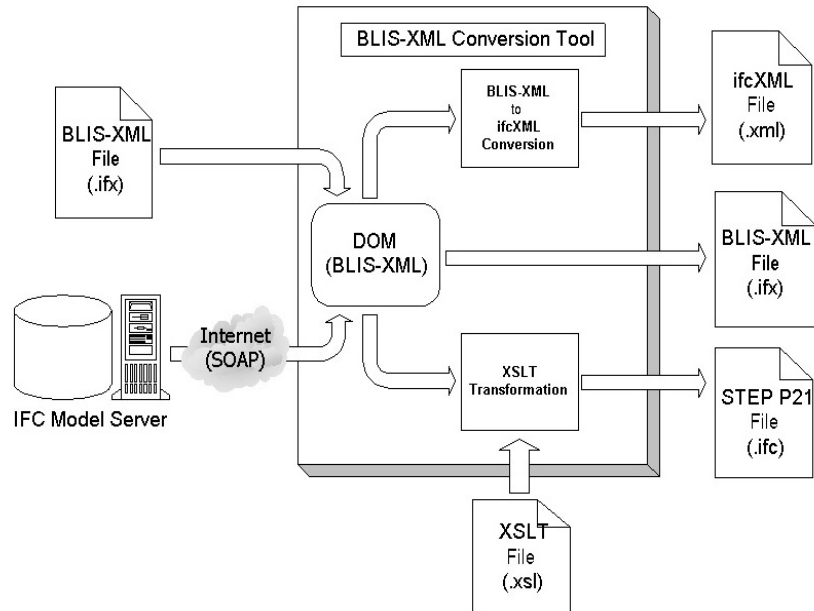 BLIS-XML Conversion Tool
BLIS-XML
File
(.ifx)
BLIS-XML
to
ifcXML
Conversion
ifcXML
File
(.xml)
DOM
(BLIS-XML)
BLIS-XML
File
(.ifx)
Internet
(SOAP)
IFC Model Server
XSLT
Transformation
STEP P21
File
(.ifc)
XSLT
File
(.xsl)